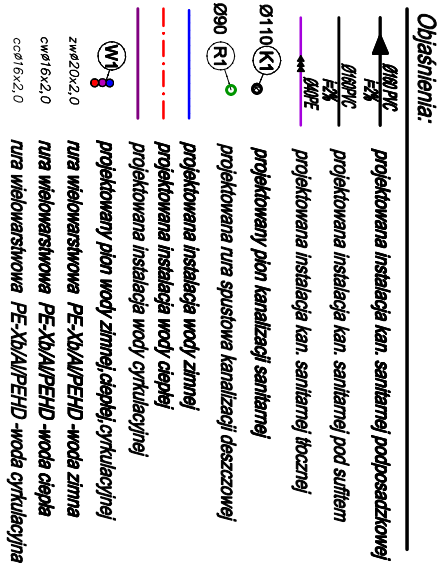 Objaśnienia:
Ø160 PVC
i=2%
projektowana instalacja kan. sanitarnej podposadzkowej
Ø160PVC
i=2%
projektowana instalacja kan. sanitarnej pod sufitem
Ø40PE
projektowana instalacja kan. sanitarnej tłocznej
Ø110 K1 projektowany pion kanalizacji sanitarnej
Ø90 R1 projektowana rura spustowa kanalizacji deszczowej
projektowana instalacja wody zimnej
projektowana instalacja wody ciepłej
projektowana instalacja wody cyrkulacyjnej
W1 projektowany pion wody zimnej,ciepłej,cyrkulacyjnej
zwø20x2,0 rura wielowarstwowa PE-Xb/Al/PEHD -woda zimna
cwø16x2,0 rura wielowarstwowa PE-Xb/Al/PEHD -woda ciepła
ccø16x2,0 rura wielowarstwowa PE-Xb/Al/PEHD -woda cyrkulacyjna